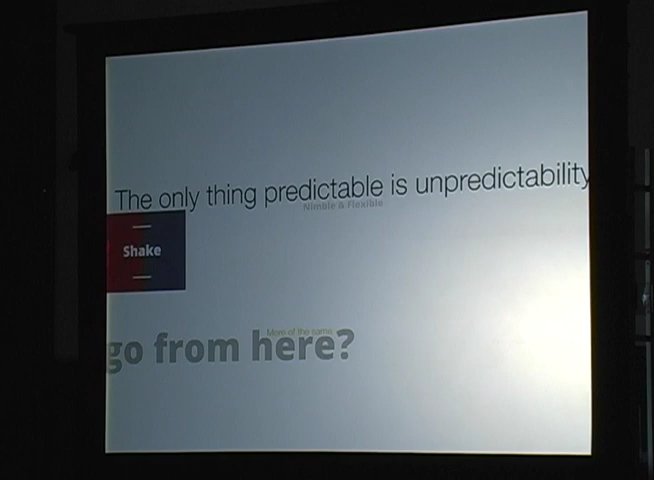 The only thing predictable is unpredictability
Nimble & Flexible
Shake
More of the same
go from here?